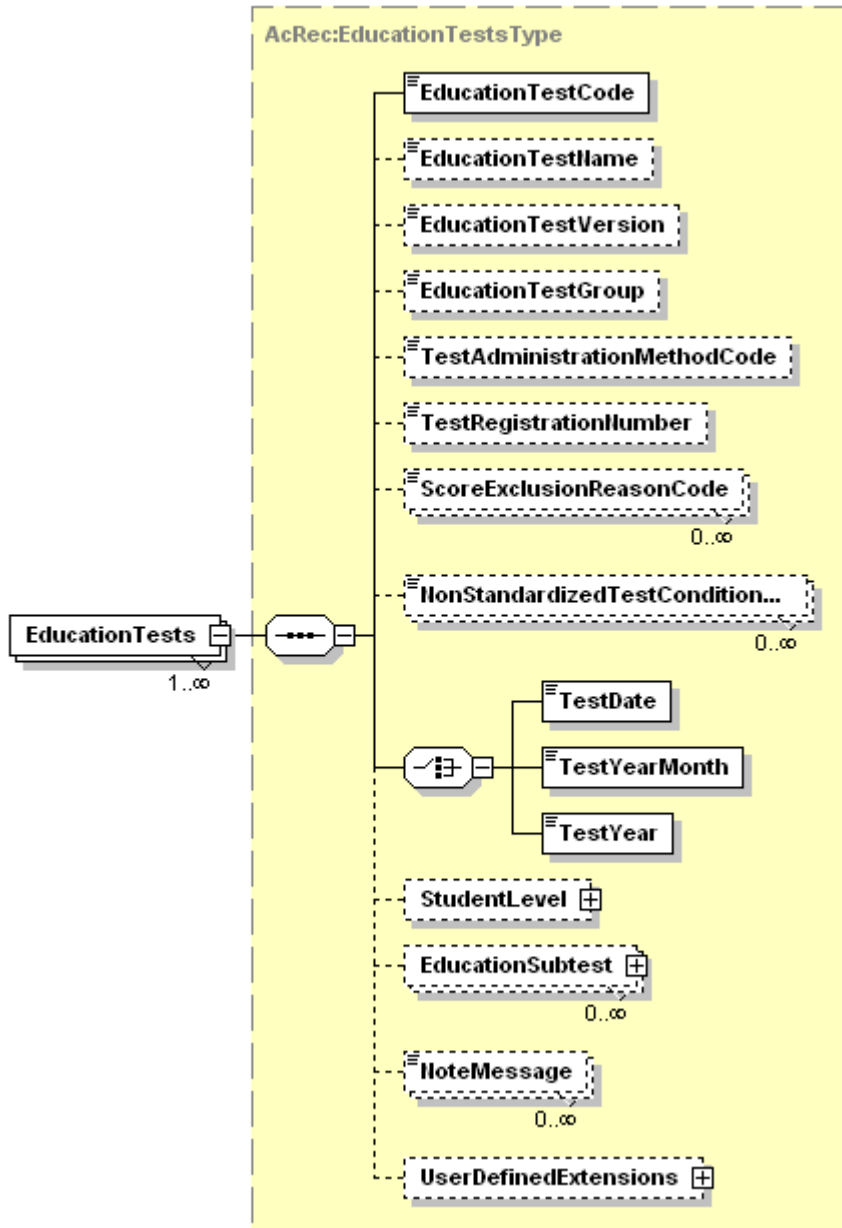 AcRec:EducationTestsType
EducationTestCode
EducationTestName
EducationTestVersion
EducationTestGroup
TestAdministrationMethodCode
TestRegistrationNumber
ScoreExclusionReasonCode
0..∞
NonStandardizedTestCondition...
0..∞
EducationTests
1..∞
TestDate
TestYearMonth
TestYear
StudentLevel
EducationSubtest
0..∞
NoteMessage
0..∞
UserDefinedExtensions